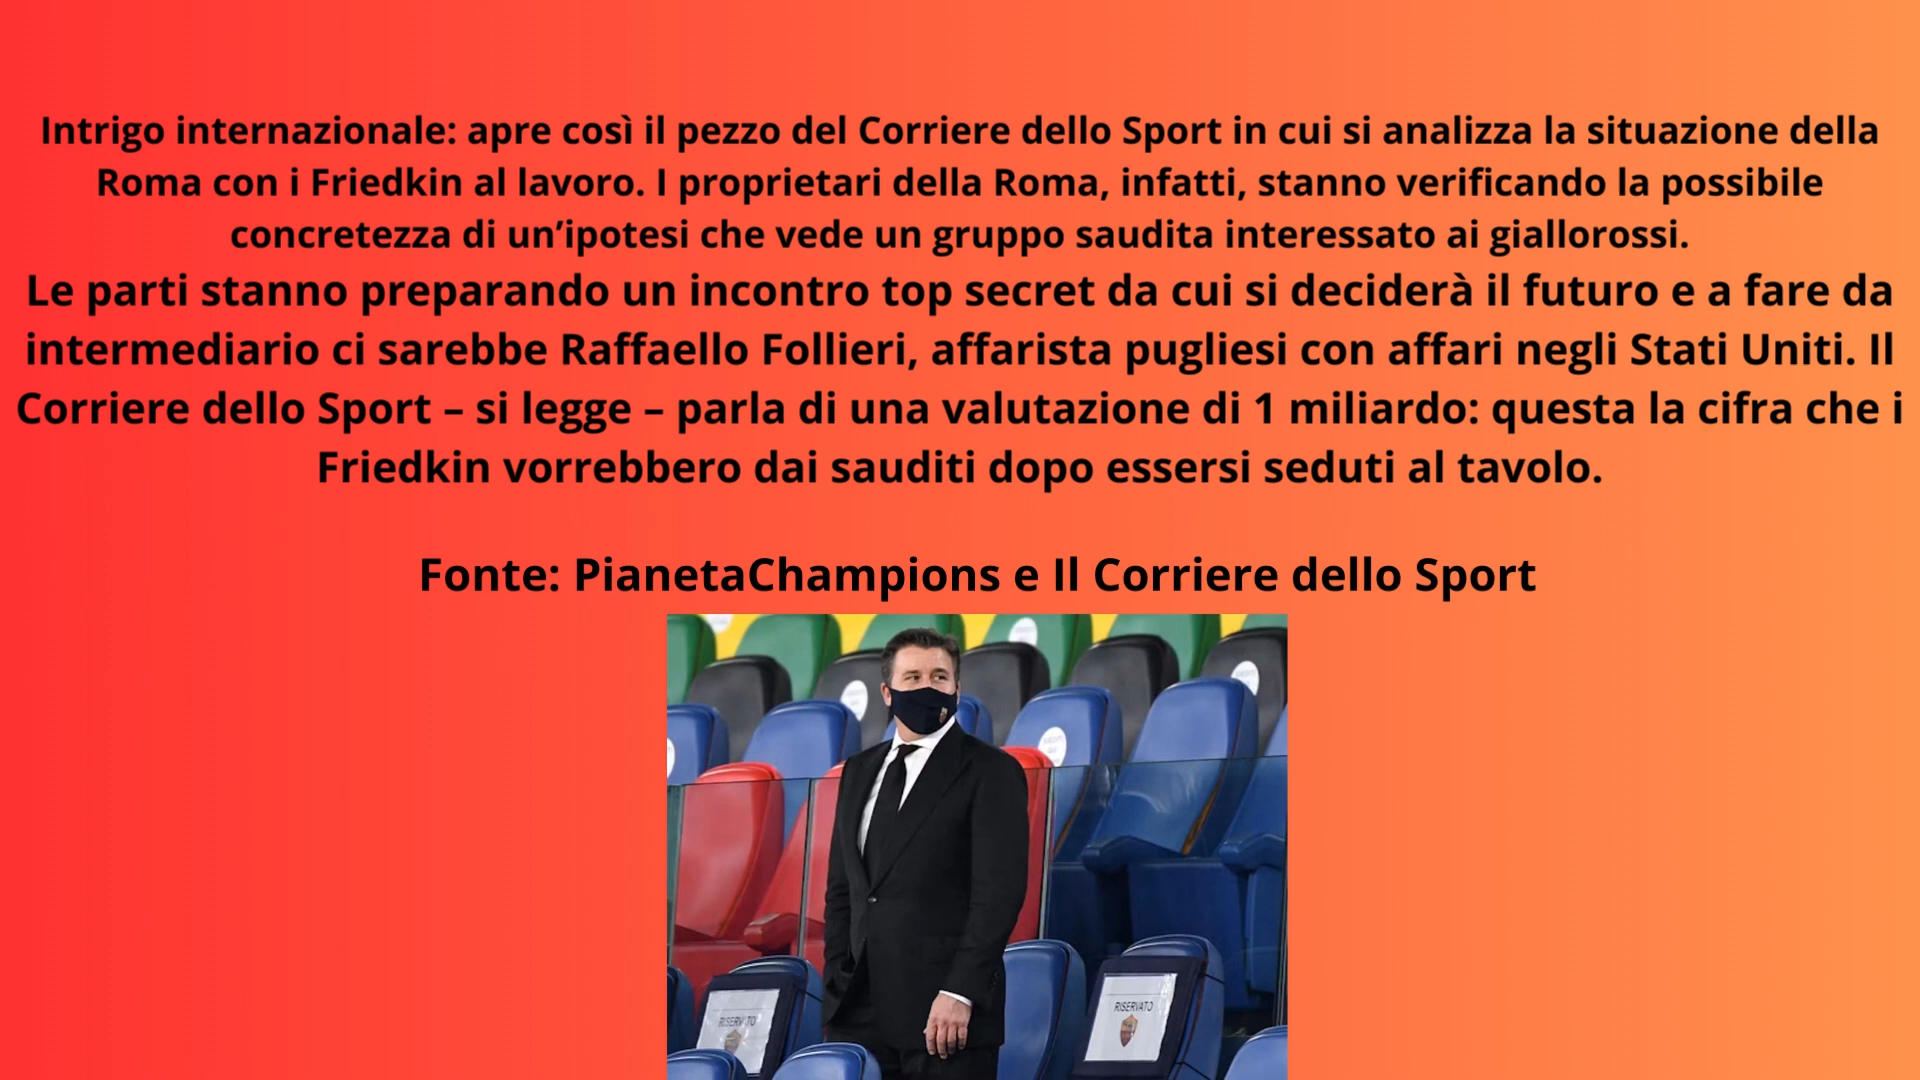 Intrigo internazionale: apre così il pezzo del Corriere dello Sport in cui si analizza la situazione della
Roma con i Friedkin al lavoro. I proprietari della Roma, infatti, stanno verificando la possibile
concretezza di un’ipotesi che vede un gruppo saudita interessato ai giallorossi.
Le parti stanno preparando un incontro top secret da cui si deciderà il futuro e a fare da
intermediario ci sarebbe Raffaello Follieri, affarista pugliesi con affari negli Stati Uniti. Il
Corriere dello Sport – si legge – parla di una valutazione di 1 miliardo: questa la cifra che i
Friedkin vorrebbero dai sauditi dopo essersi seduti al tavolo.
Fonte: PianetaChampions e Il Corriere dello Sport
RISERVATO
RISERVATO